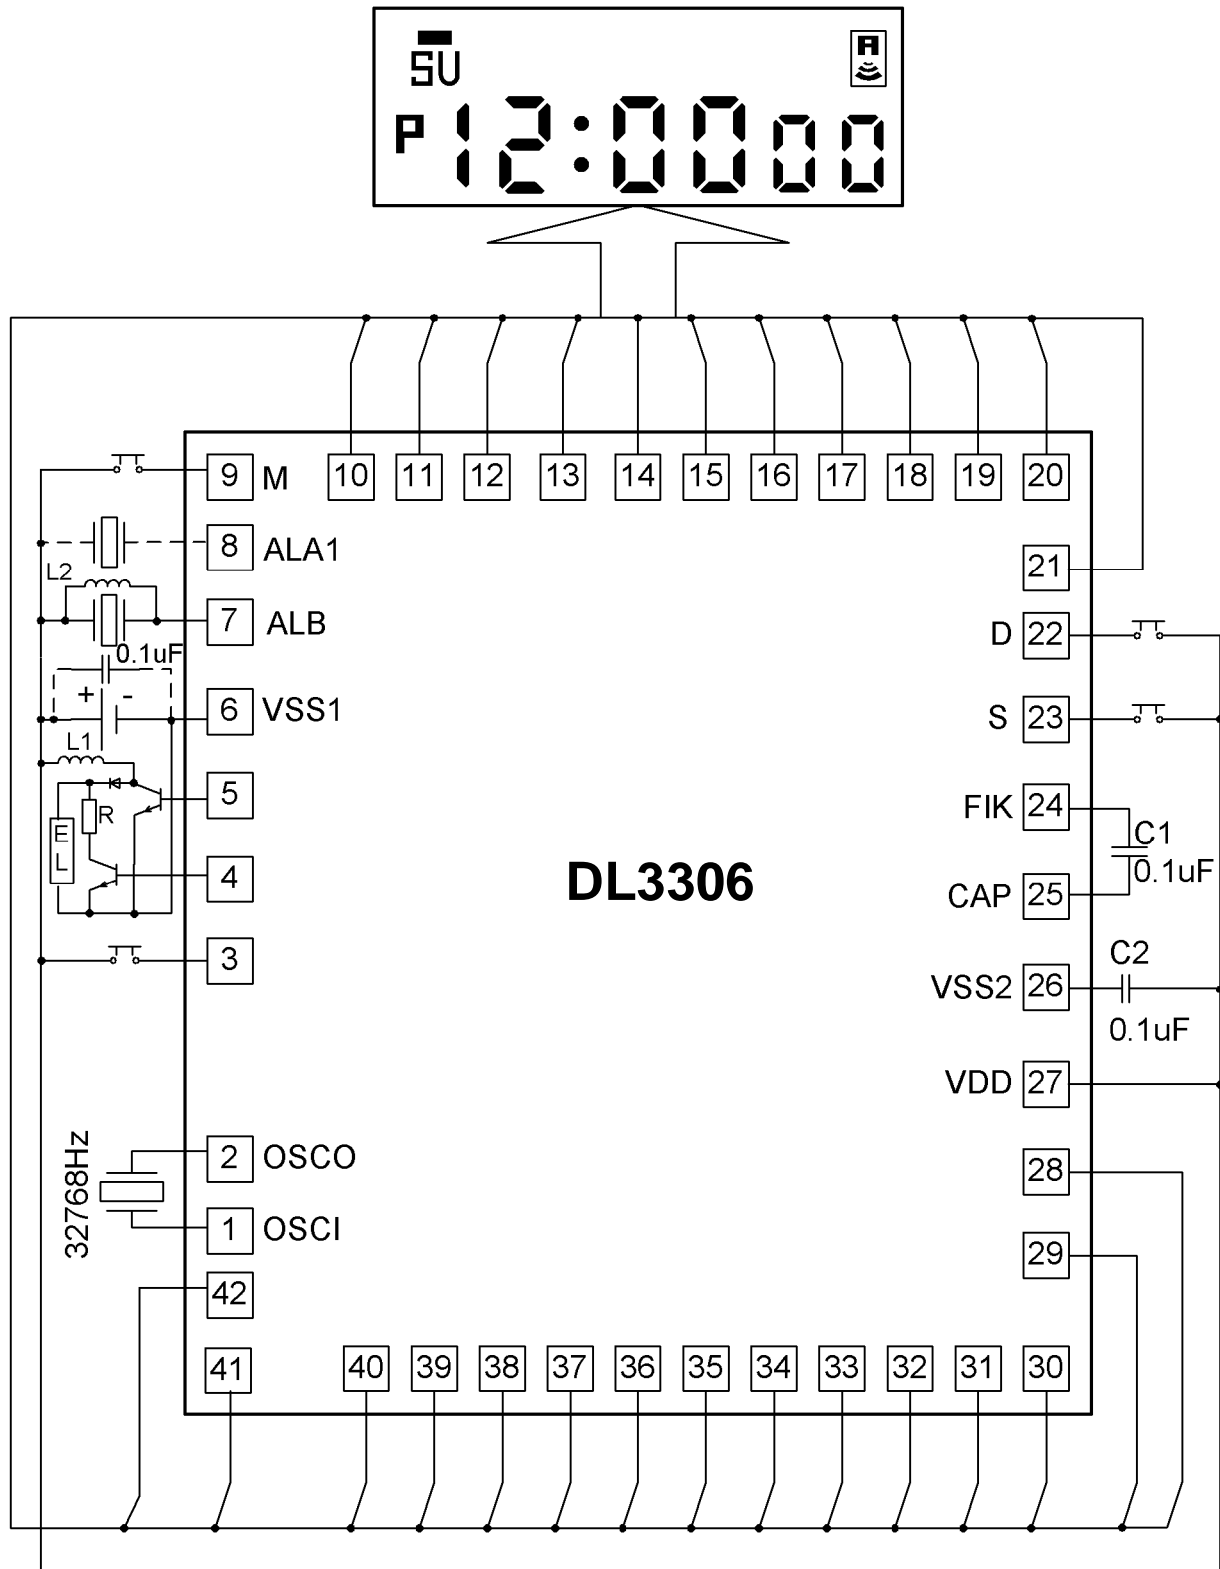 SU
A
P 12:00 00
10 11 12 13 14 15 16 17 18 19 20
9 M
8 ALA1
L2
7 ALB
0.1uF
+ -
6 VSS1
L1
5
R
EL
4
3
2 OSCO
32768Hz
1 OSCI
42
41
DL3306
21
D 22
S 23
FIK 24
C1
0.1uF
CAP 25
C2
VSS2 26
0.1uF
VDD 27
28
29
40 39 38 37 36 35 34 33 32 31 30